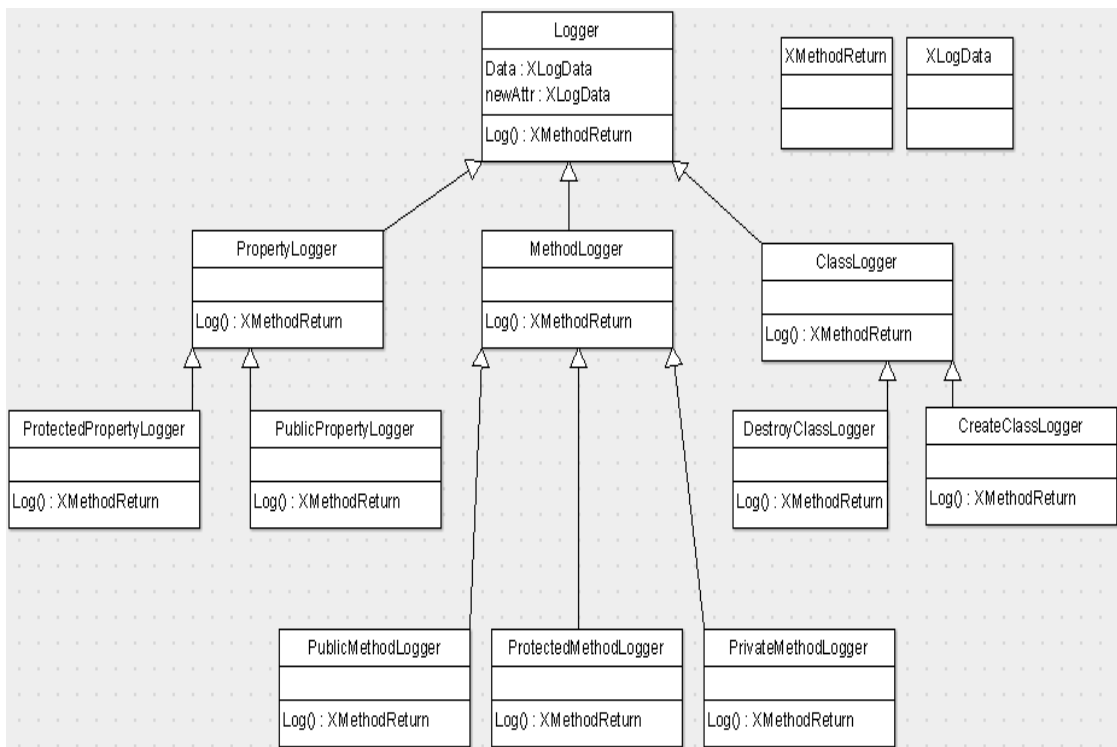 Logger
Data : XLogData
newAttr : XLogData
Log() : XMethodReturn
XMethodReturn
XLogData
PropertyLogger
Log() : XMethodReturn
MethodLogger
Log() : XMethodReturn
ClassLogger
Log() : XMethodReturn
ProtectedPropertyLogger
Log() : XMethodReturn
PublicPropertyLogger
Log() : XMethodReturn
DestroyClassLogger
Log() : XMethodReturn
CreateClassLogger
Log() : XMethodReturn
PublicMethodLogger
Log() : XMethodReturn
ProtectedMethodLogger
Log() : XMethodReturn
PrivateMethodLogger
Log() : XMethodReturn